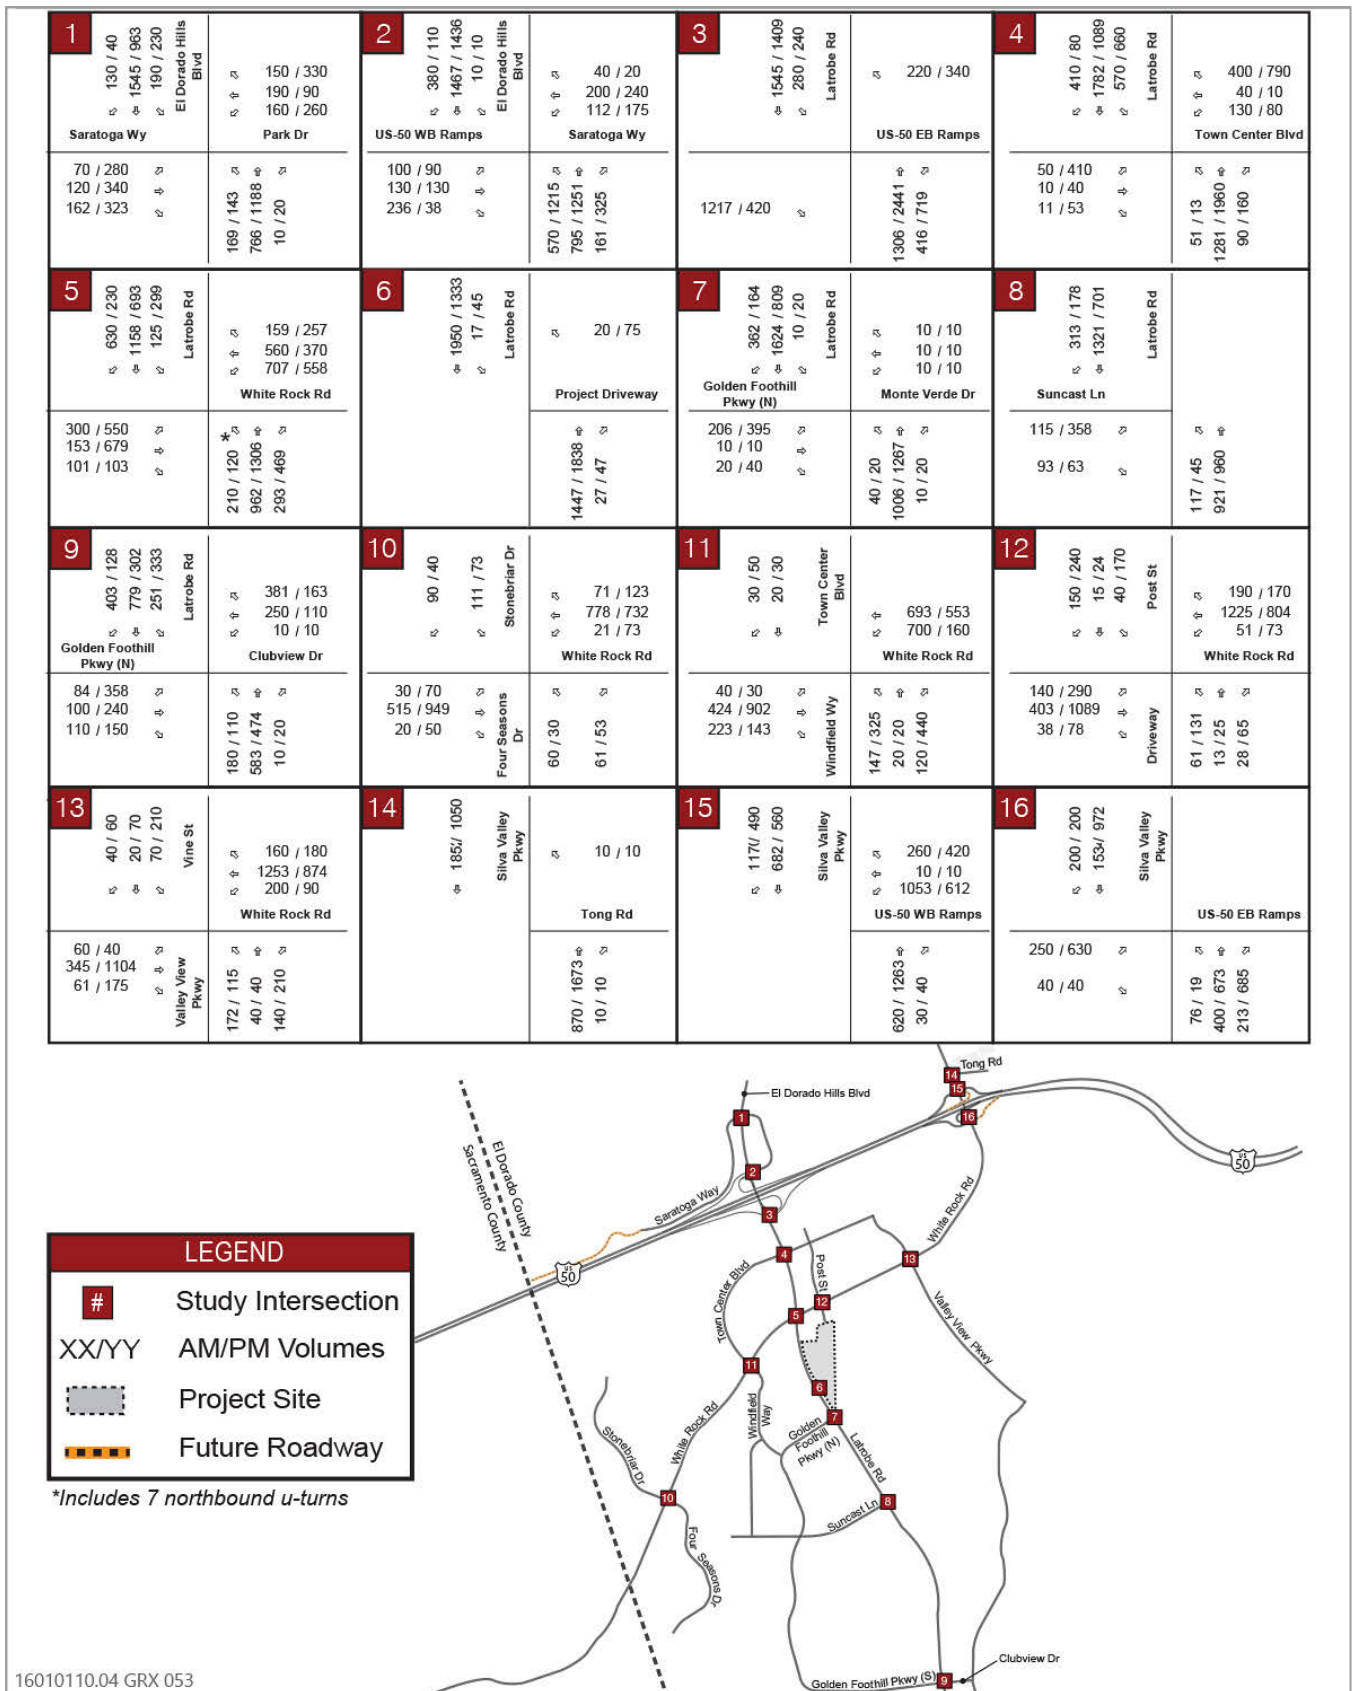 1
130 / 40
1545 / 963
190 / 230
El Dorado Hills
Blvd
150 / 330
190 / 90
160 / 260
Saratoga Wy
Park Dr
70 / 280
120 / 340
162 / 323
169 / 143
766 / 1188
10 / 20
2
380 / 110
1467 / 1436
10 / 10
El Dorado Hills
Blvd
40 / 20
200 / 240
112 / 175
US-50 WB Ramps
Saratoga Wy
100 / 90
130 / 130
236 / 38
570 / 1215
795 / 1251
161 / 325
3
1545 / 1409
280 / 240
Latrobe Rd
220 / 340
US-50 EB Ramps
1217 / 420
1306 / 2441
416 / 719
4
410 / 80
1782 / 1089
570 / 660
Latrobe Rd
400 / 790
40 / 10
130 / 80
Town Center Blvd
50 / 410
10 / 40
11 / 53
51 / 13
1281 / 1960
90 / 160
5
630 / 230
1158 / 693
125 / 299
Latrobe Rd
159 / 257
560 / 370
707 / 558
White Rock Rd
300 / 550
153 / 679
101 / 103
*
210 / 120
962 / 1306
293 / 469
6
1950 / 1333
17 / 45
Latrobe Rd
20 / 75
Project Driveway
1447 / 1838
27 / 47
7
362 / 164
1624 / 809
10 / 20
Latrobe Rd
10 / 10
10 / 10
10 / 10
Golden Foothill
Pkwy (N)
Monte Verde Dr
206 / 395
10 / 10
20 / 40
40 / 20
1006 / 1267
10 / 20
8
313 / 178
1321 / 701
Latrobe Rd
Suncast Ln
115 / 358
93 / 63
117 / 45
921 / 960
9
403 / 128
779 / 302
251 / 333
Latrobe Rd
381 / 163
250 / 110
10 / 10
Golden Foothill
Pkwy (N)
Clubview Dr
84 / 358
100 / 240
110 / 150
180 / 110
583 / 474
10 / 20
10
90 / 40
111 / 73
Stonebriar Dr
71 / 123
778 / 732
21 / 73
White Rock Rd
30 / 70
515 / 949
20 / 50
Four Seasons
Dr
60 / 30
61 / 53
11
30 / 50
20 / 30
Town Center
Blvd
693 / 553
700 / 160
White Rock Rd
40 / 30
424 / 902
223 / 143
Windfield Wy
147 / 325
20 / 20
120 / 440
12
150 / 240
15 / 24
40 / 170
Post St
190 / 170
1225 / 804
51 / 73
White Rock Rd
140 / 290
403 / 1089
38 / 78
Driveway
61 / 131
13 / 25
28 / 65
13
40 / 60
20 / 70
70 / 210
Vine St
160 / 180
1253 / 874
200 / 90
White Rock Rd
60 / 40
345 / 1104
61 / 175
Valley View
Pkwy
172 / 115
40 / 40
140 / 210
14
/ 1050
Silva Valley
Pkwy
10 / 10
Tong Rd
870 / 1673
10 / 10
15
/ 490
682 / 560
Silva Valley
Pkwy
260 / 420
10 / 10
1053 / 612
US-50 WB Ramps
620 / 1263
30 / 40
16
200 / 200
/ 972
Silva Valley
Pkwy
US-50 EB Ramps
250 / 630
40 / 40
76 / 19
400 / 673
213 / 685
Tong Rd
14
15
16
El Dorado Hills Blvd
1
2
3
4
5
12
13
11
6
7
10
8
9
El Dorado County
Sacramento County
Saratoga Way
US
50
US
50
White Rock Rd
Post St
Town Center Blvd
Valley View Pkwy
Windfield
Way
Golden
Foothill
Pkwy (N)
Latrobe Rd
White Rock Rd
Stonebriar Dr
Suncast Ln
Four Seasons Dr
Clubview Dr
Golden Foothill Pkwy (S)
LEGEND
# Study Intersection
XX/YY AM/PM Volumes
Project Site
Future Roadway
*Includes 7 northbound u-turns
16010110.04 GRX 053